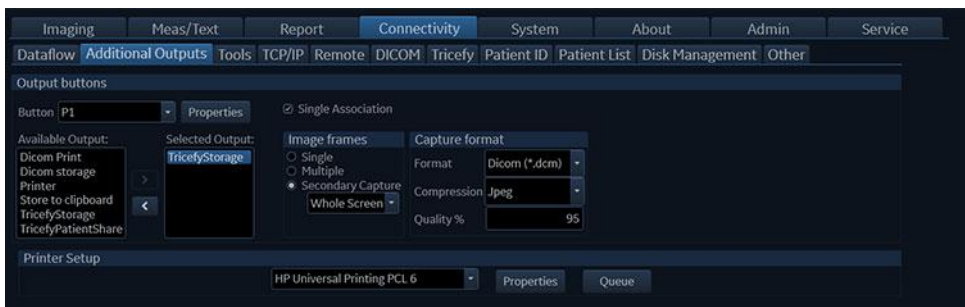 Imaging Meas/Text Report Connectivity System About Admin Service
Dataflow Additional Outputs Tools TCP/IP Remote DICOM Tricefy Patient ID Patient List Disk Management Other
Output buttons
Button P1 Properties Single Association
Available Output: Selected Output: Image frames Capture format
Dicom Print TricefyStorage Single Format Dicom (*.dcm)
Dicom storage Multiple
Printer > Secondary Capture Compression Jpeg
Store to clipboard < Whole Screen
TricefyStorage Quality % 95
TricefyPatientShare
Printer Setup
HP Universal Printing PCL 6 Properties Queue